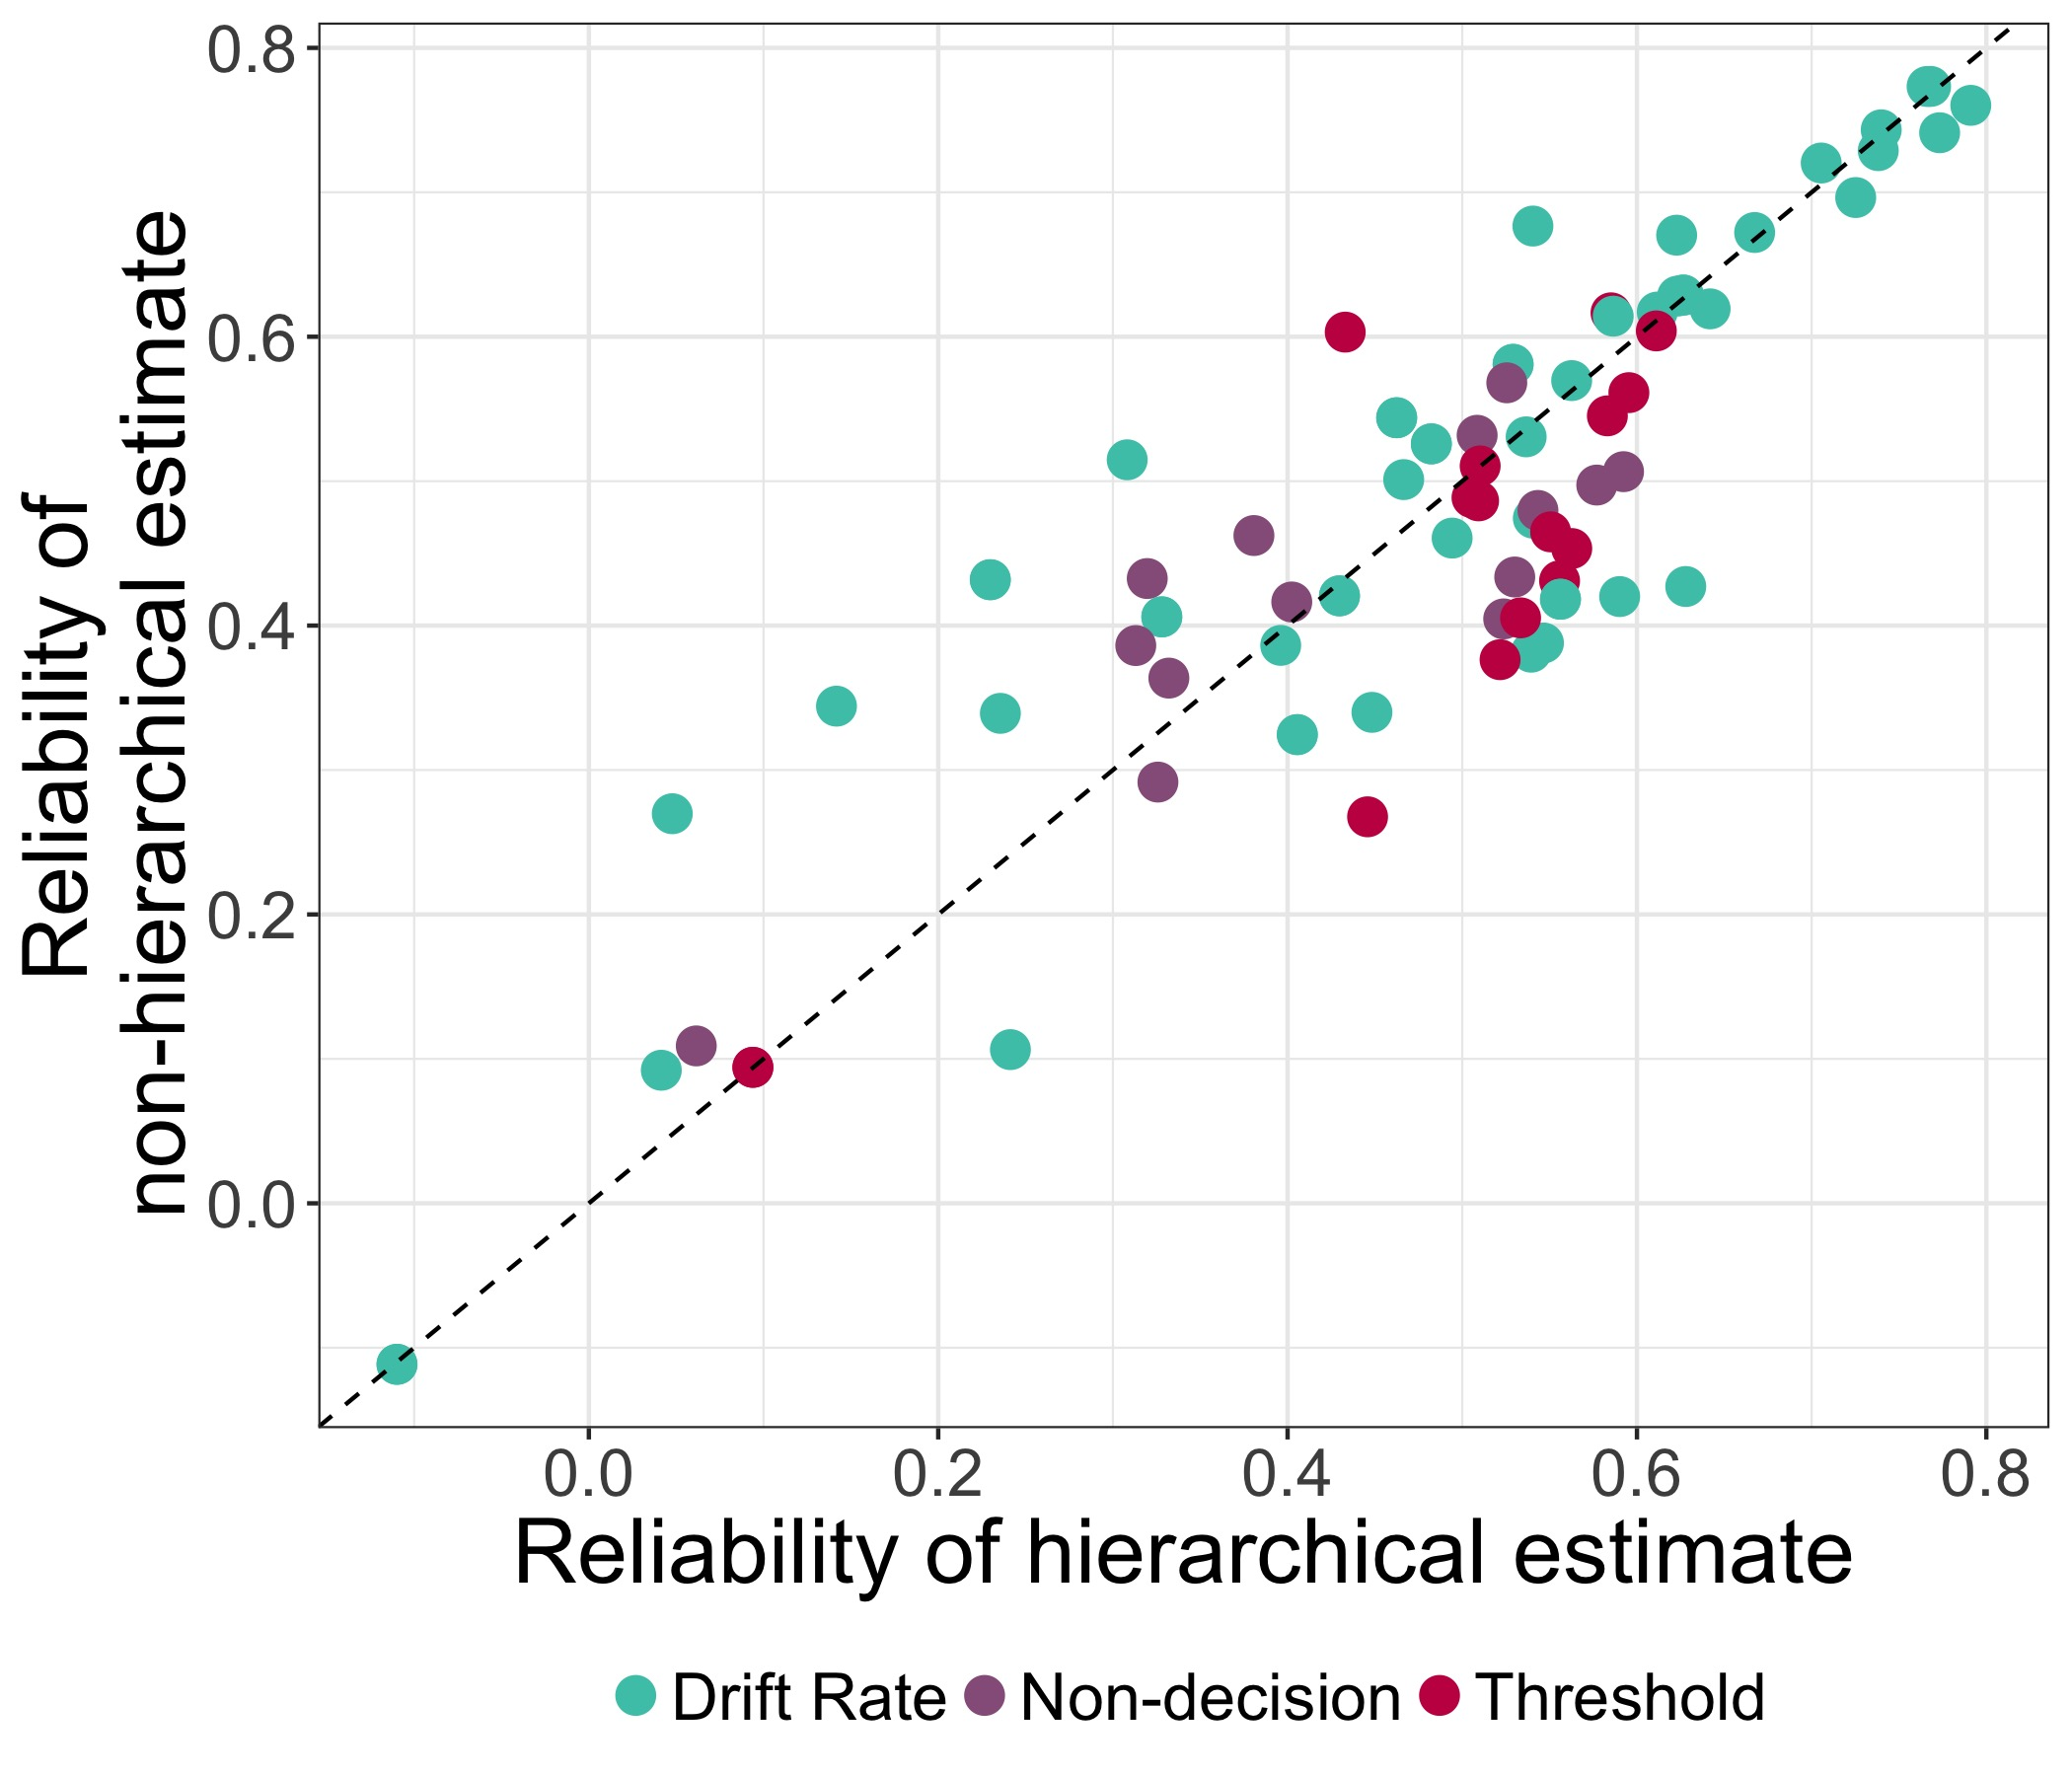 Reliability of
non-hierarchical estimate
0.8
0.6
0.4
0.2
0.0
0.0 0.2 0.4 0.6 0.8
Reliability of hierarchical estimate
Drift Rate Non-decision Threshold